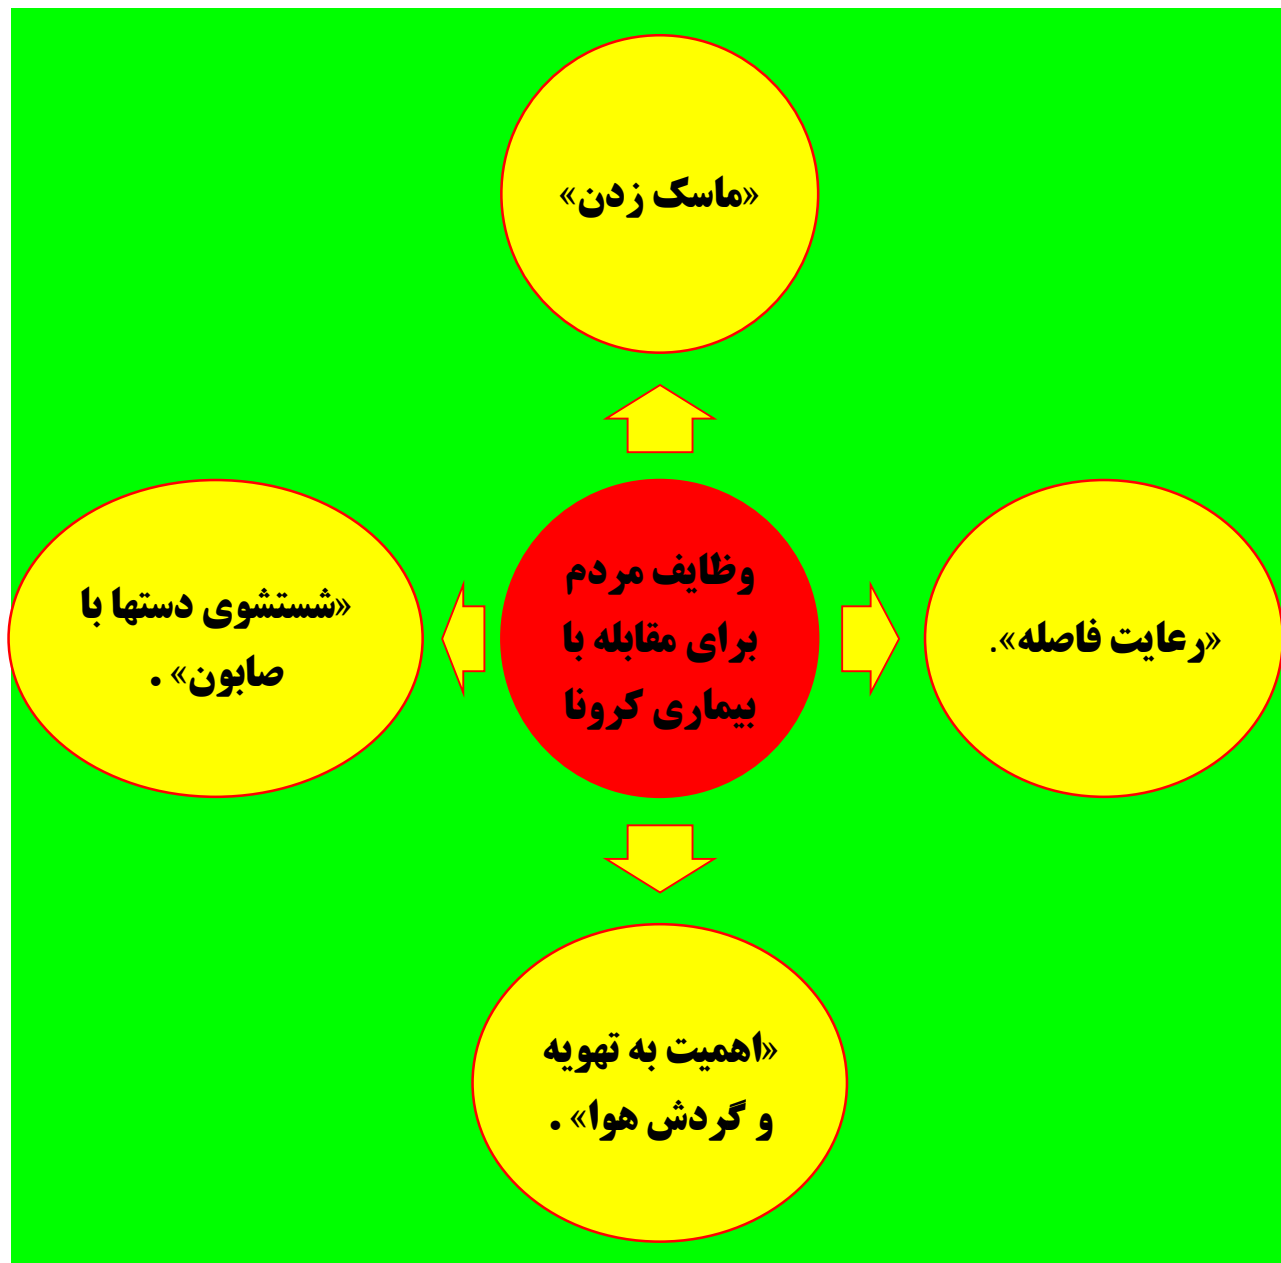 «ماسک زدن»
وظایف مردم
برای مقابله با
بیماری کرونا
«رعایت فاصله».
«شستشوی دستها با
صابون» .
«اهمیت به تهویه
و گردش هوا» .